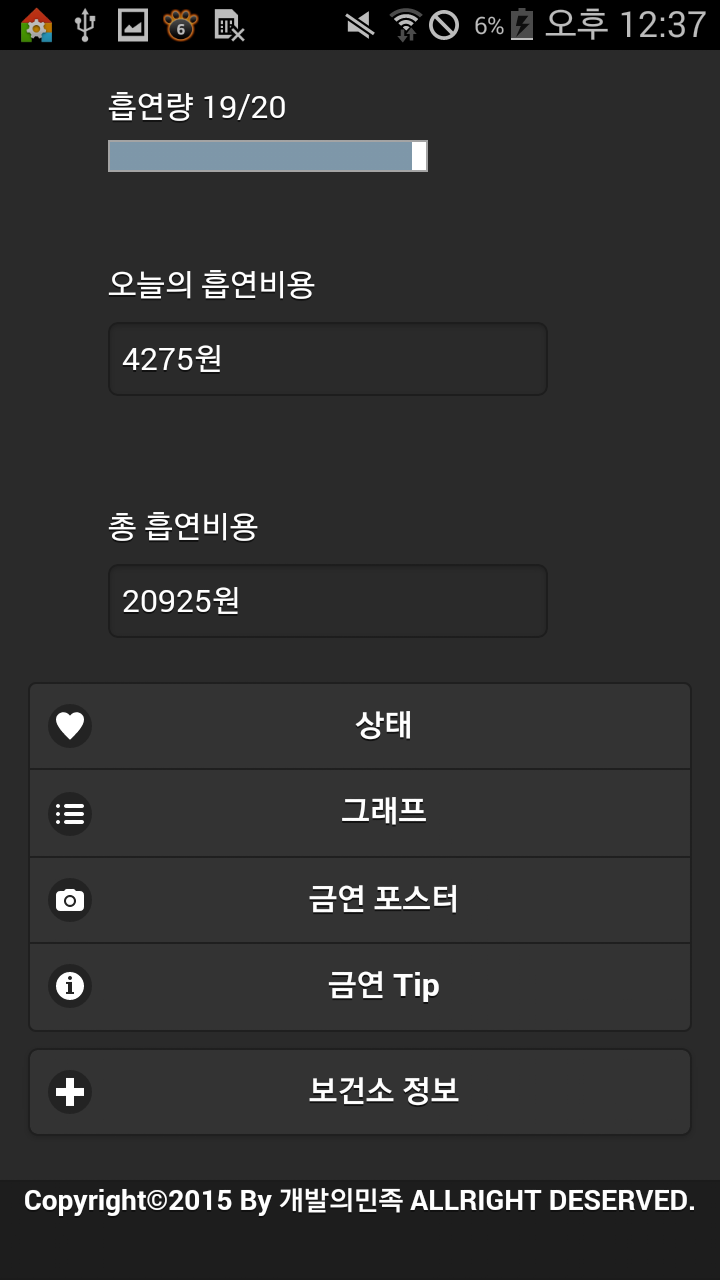 6
6%
오후 12:37
흡연량 19/20
오늘의 흡연비용
4275원
총 흡연비용
20925원
상태
그래프
금연 포스터
금연 Tip
보건소 정보
Copyright©2015 By 개발의민족 ALLRIGHT DESERVED.